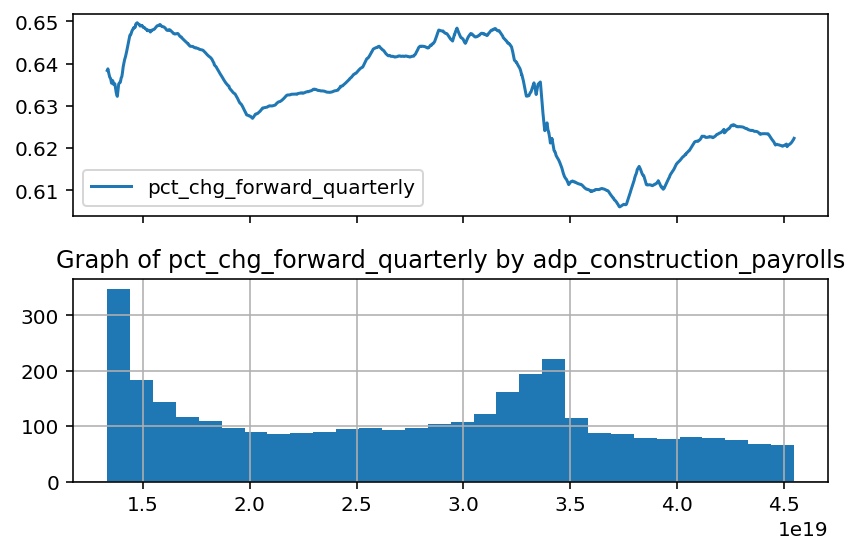 0.65
0.64
0.63
0.62
0.61
pct_chg_forward_quarterly
Graph of pct_chg_forward_quarterly by adp_construction_payrolls
300
200
100
0
1.5 2.0 2.5 3.0 3.5 4.0 4.5
1e19